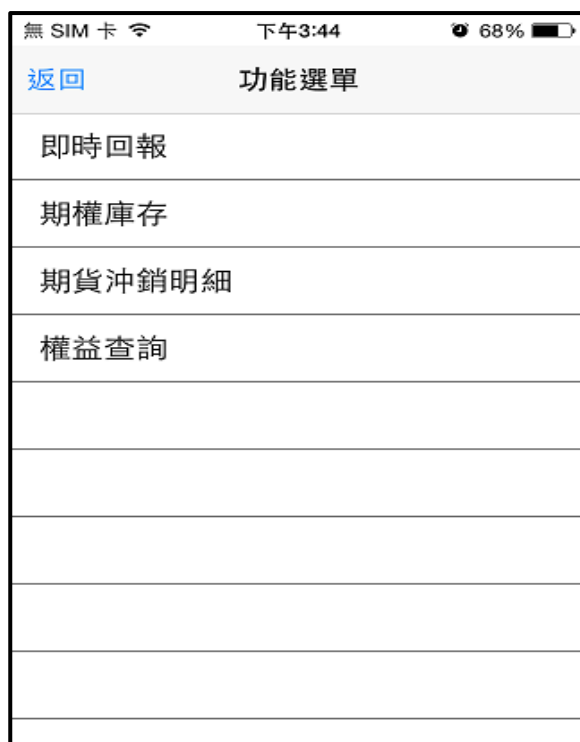 無 SIM 卡 下午3:44 68%
返回 功能選單
即時回報
期權庫存
期貨沖銷明細
權益查詢